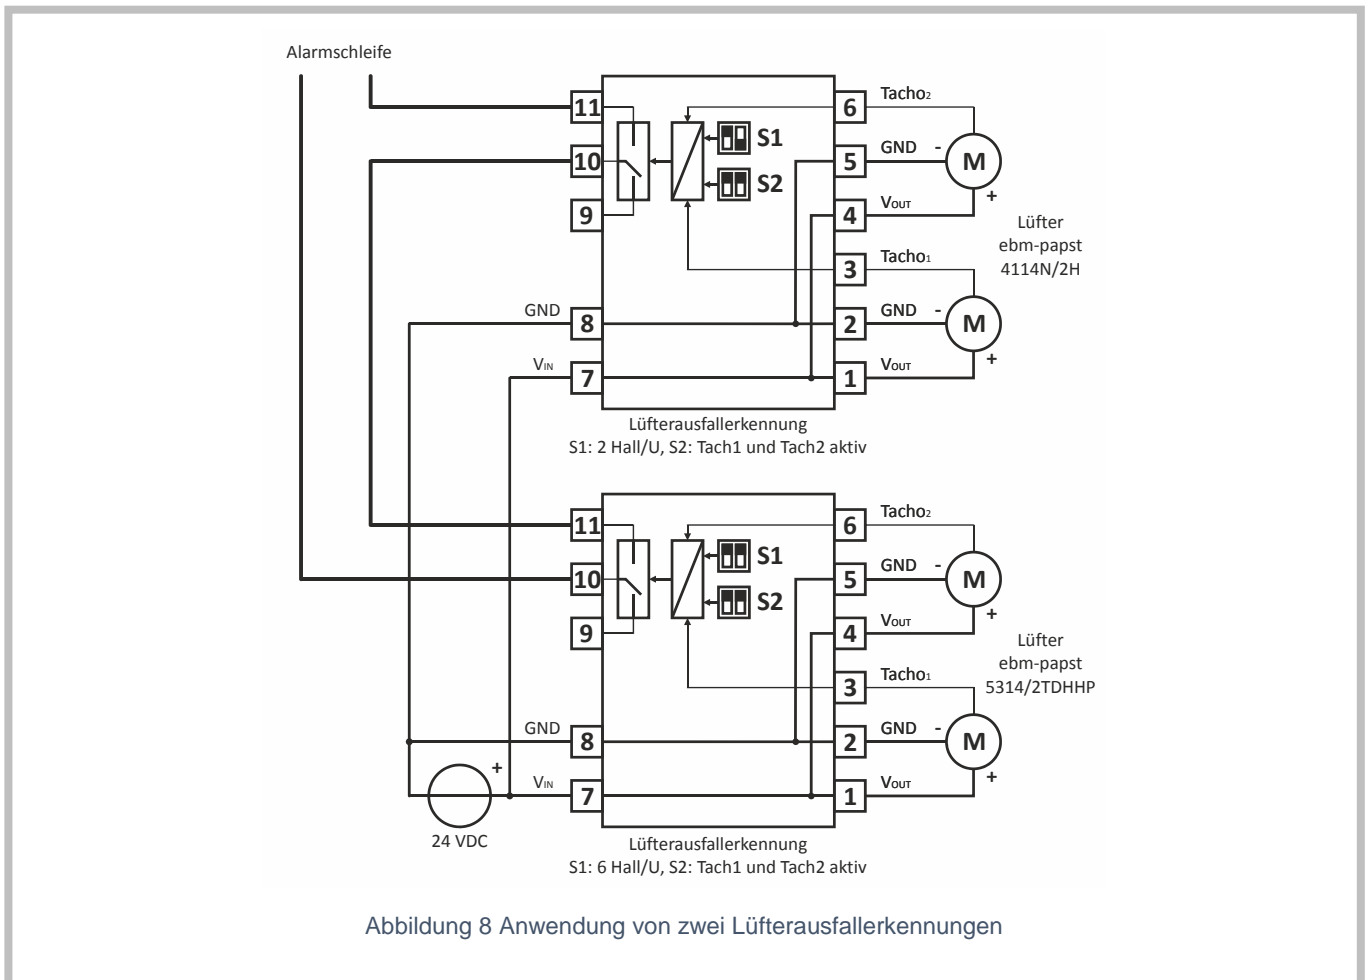 Alarmschleife
11
10
9
GND
8
VIN
7
S1
S2
6
Tacho2
5
GND -
4
VOUT
+
3
Tacho1
2
GND -
1
VOUT
+
M
M
Lüfter
ebm-papst
4114N/2H
Lüfterausfallerkennung
S1: 2 Hall/U, S2: Tach1 und Tach2 aktiv
11
10
9
GND
8
VIN
7
S1
S2
6
Tacho2
5
GND -
4
VOUT
+
3
Tacho1
2
GND -
1
VOUT
+
M
M
Lüfter
ebm-papst
5314/2TDHHP
+
24 VDC
Lüfterausfallerkennung
S1: 6 Hall/U, S2: Tach1 und Tach2 aktiv
Abbildung 8 Anwendung von zwei Lüfterausfallerkennungen